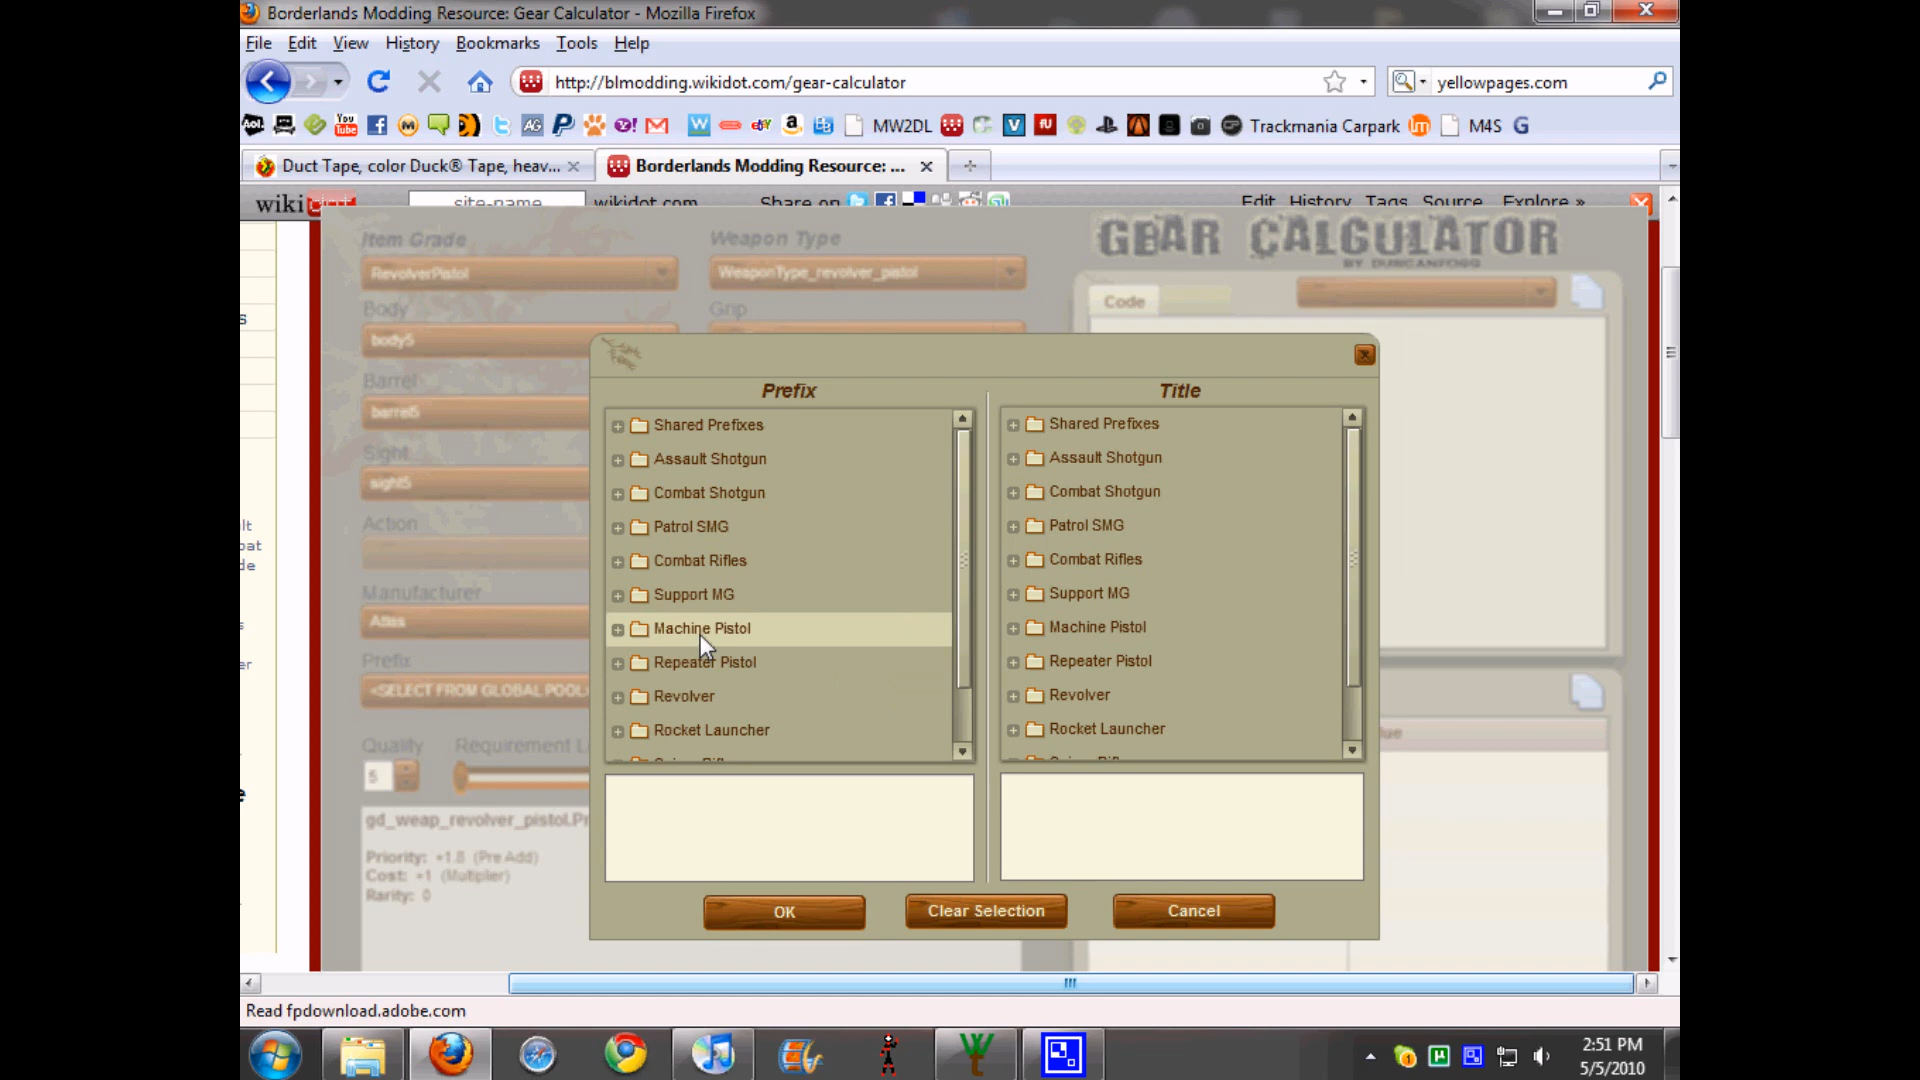 Borderlands Modding Resource: Gear Calculator - Mozilla Firefox
File Edit View History Bookmarks Tools Help
http://blmodding.wikidot.com/gear-calculator
yellowpages.com
MW2DL
Trackmania Carpark
M4S
Duct Tape, color Duck® Tape, heav...
Borderlands Modding Resource: ...
wiki
site-name
.wikidot.com
Share on
Edit History Tags Source Explore »
Item Grade
Weapon Type
GEAR CALCULATOR
BY DUNCANFOGG
RevolverPistol
WeaponType_revolver_pistol
Body
Grip
Code
body5
Barrel
barrel5
Sight
sight5
Action
Manufacturer
Atlas
Prefix
<SELECT FROM GLOBAL POOL>
Quality
5
gd_weap_revolver_pistol.Pr
Priority: +1.8 (Pre Add)
Cost: +1 (Multiplier)
Rarity: 0
Prefix
Shared Prefixes
Assault Shotgun
Combat Shotgun
Patrol SMG
Combat Rifles
Support MG
Machine Pistol
Repeater Pistol
Revolver
Rocket Launcher
Title
Shared Prefixes
Assault Shotgun
Combat Shotgun
Patrol SMG
Combat Rifles
Support MG
Machine Pistol
Repeater Pistol
Revolver
Rocket Launcher
OK
Clear Selection
Cancel
Read fpdownload.adobe.com
2:51 PM
5/5/2010